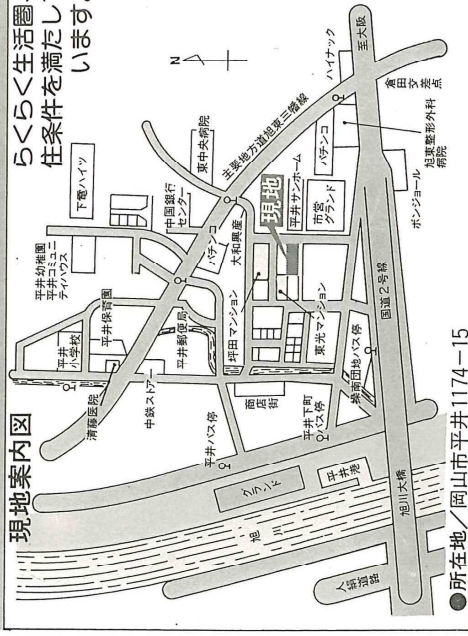 らくらく生活圏、
住条件を満たし
います。
現地案内図
N
下竜ハイツ
平井幼稚園
平井コミュニ
ティハウス
平井
小学校
平井保育園
清藤医院
中鉄ストアー
平井郵便局
中国銀行
センター
東中央病院
パチンコ
大和興産
主要地方道旭東三幡線
現地
平井サンホーム
市営
グランド
パチンコ
ハイナック
至大阪
倉田交差点
旭東整形外科
病院
ボンジョール
坪田マンション
東光マンション
平井バス停
商店街
平井下町
バス停
操南団地バス停
国道2号線
グランド
平井港
旭川
旭川大橋
人絹道路
●所在地/岡山市平井1174-15